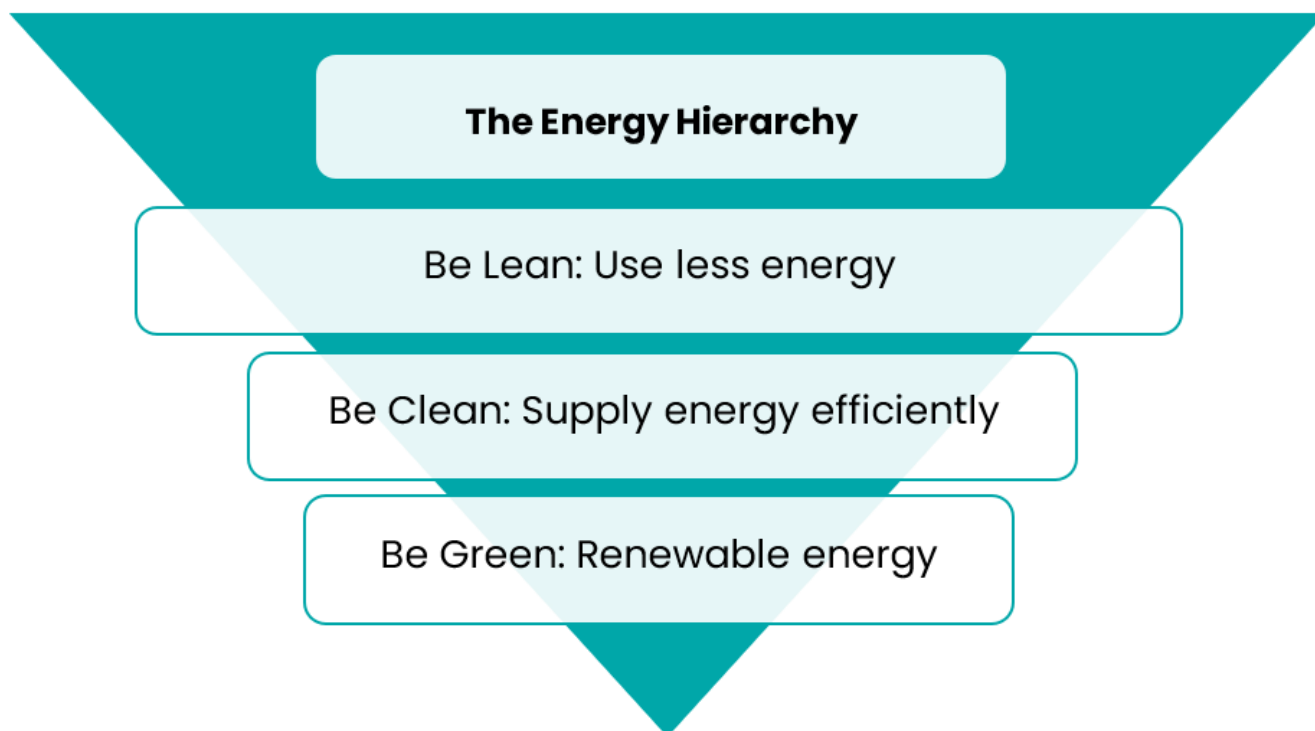 The Energy Hierarchy
Be Lean: Use less energy
Be Clean: Supply energy efficiently
Be Green: Renewable energy